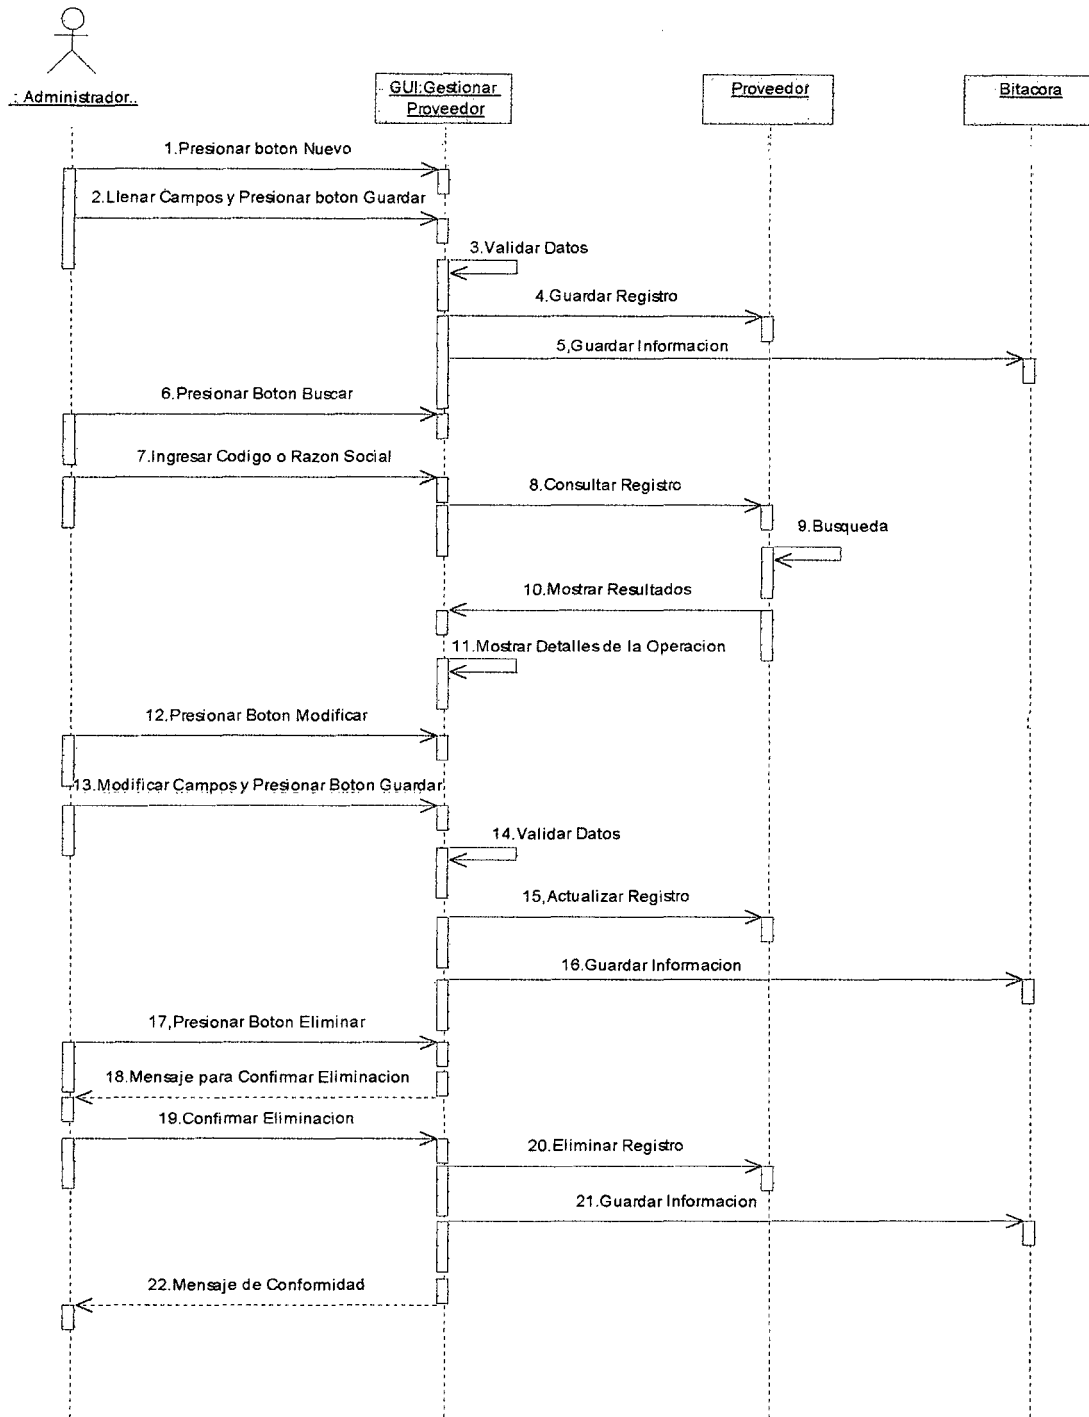 : Administrador..
GUI:Gestionar
Proveedor
Proveedor
Bitacora
1.Presionar boton Nuevo
2.Llenar Campos y Presionar boton Guardar
3.Validar Datos
4.Guardar Registro
5,Guardar Informacion
6.Presionar Boton Buscar
7.Ingresar Codigo o Razon Social
8.Consultar Registro
9.Busqueda
10.Mostrar Resultados
11.Mostrar Detalles de la Operacion
12.Presionar Boton Modificar
13.Modificar Campos y Presionar Boton Guardar
14.Validar Datos
15,Actualizar Registro
16.Guardar Informacion
17,Presionar Boton Eliminar
18.Mensaje para Confirmar Eliminacion
19.Confirmar Eliminacion
20.Eliminar Registro
21.Guardar Informacion
22.Mensaje de Conformidad